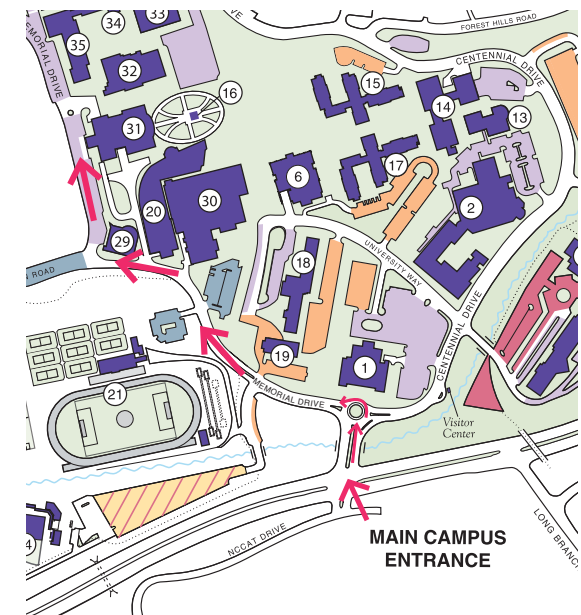 FOREST HILLS ROAD
33
34
35
MEMORIAL DRIVE
CENTENNIAL DRIVE
32
15
16
14
13
31
17
6
20
30
2
29
ROAD
18
UNIVERSITY WAY
CENTENNIAL DRIVE
19
1
21
MEMORIAL DRIVE
Visitor
Center
MAIN CAMPUS
ENTRANCE
NCCAT DRIVE
LONG BRANC
4